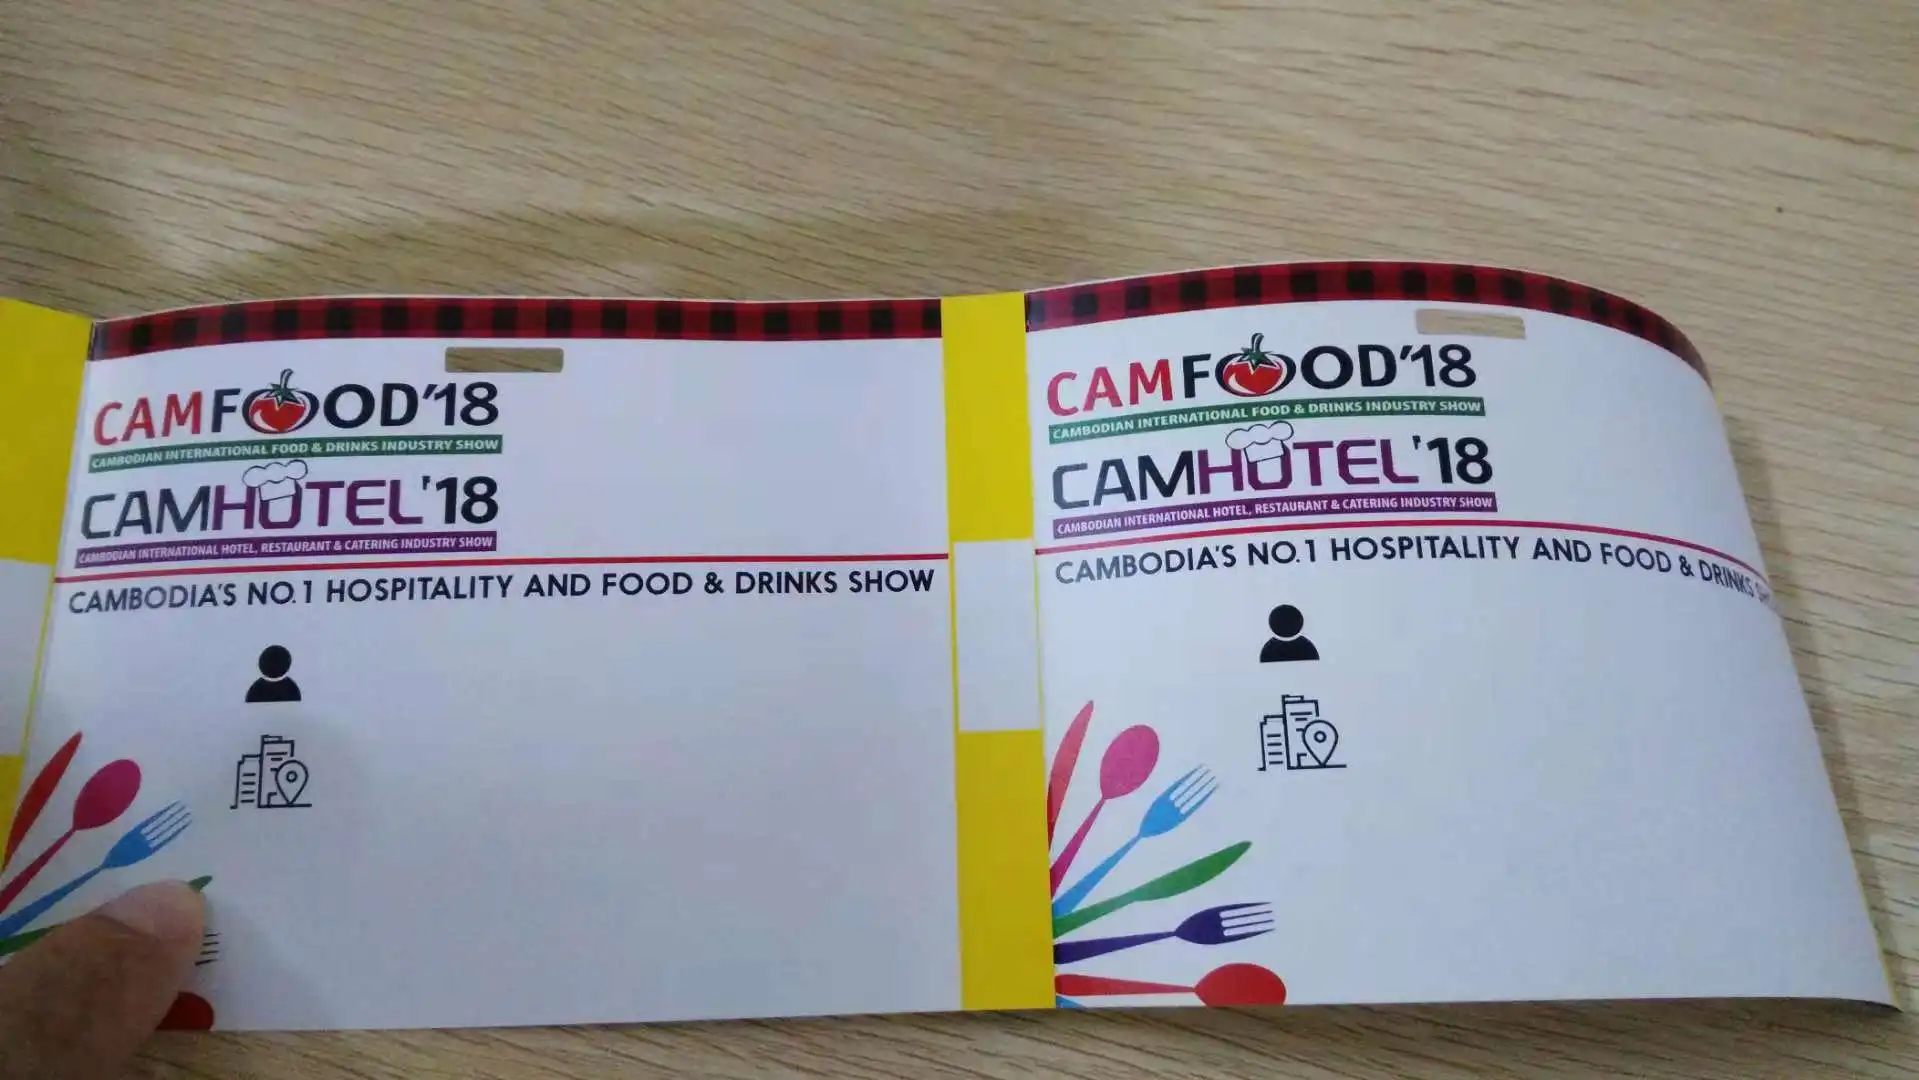 CAMFOOD'18
CAMBODIAN INTERNATIONAL FOOD & DRINKS INDUSTRY SHOW
CAMHOTEL'18
CAMBODIAN INTERNATIONAL HOTEL, RESTAURANT & CATERING INDUSTRY SHOW
CAMBODIA'S NO.1 HOSPITALITY AND FOOD & DRINKS SHOW
CAMFOOD'18
CAMBODIAN INTERNATIONAL FOOD & DRINKS INDUSTRY SHOW
CAMHOTEL'18
CAMBODIAN INTERNATIONAL HOTEL, RESTAURANT & CATERING INDUSTRY SHOW
CAMBODIA'S NO.1 HOSPITALITY AND FOOD & DRINKS